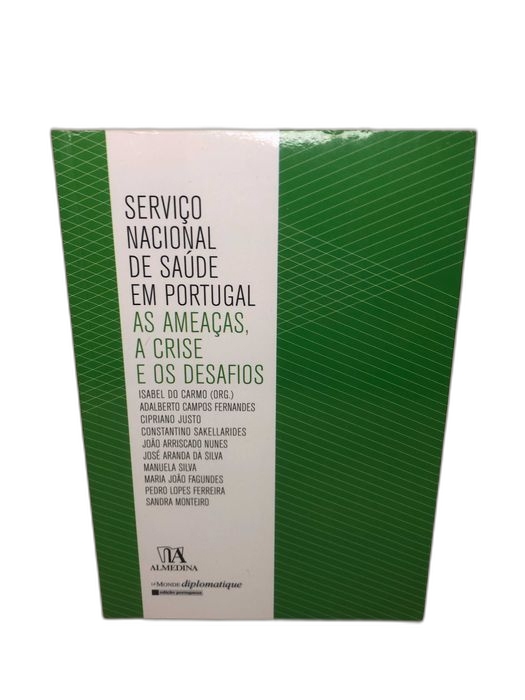 SERVIÇO
NACIONAL
DE SAÚDE
EM PORTUGAL
AS AMEAÇAS,
A CRISE
E OS DESAFIOS
ISABEL DO CARMO (ORG.)
ADALBERTO CAMPOS FERNANDES
CIPRIANO JUSTO
CONSTANTINO SAKELLARIDES
JOÃO ARRISCADO NUNES
JOSÉ ARANDA DA SILVA
MANUELA SILVA
MARIA JOÃO FAGUNDES
PEDRO LOPES FERREIRA
SANDRA MONTEIRO
ALMEDINA
LE MONDE diplomatique
edição portuguesa